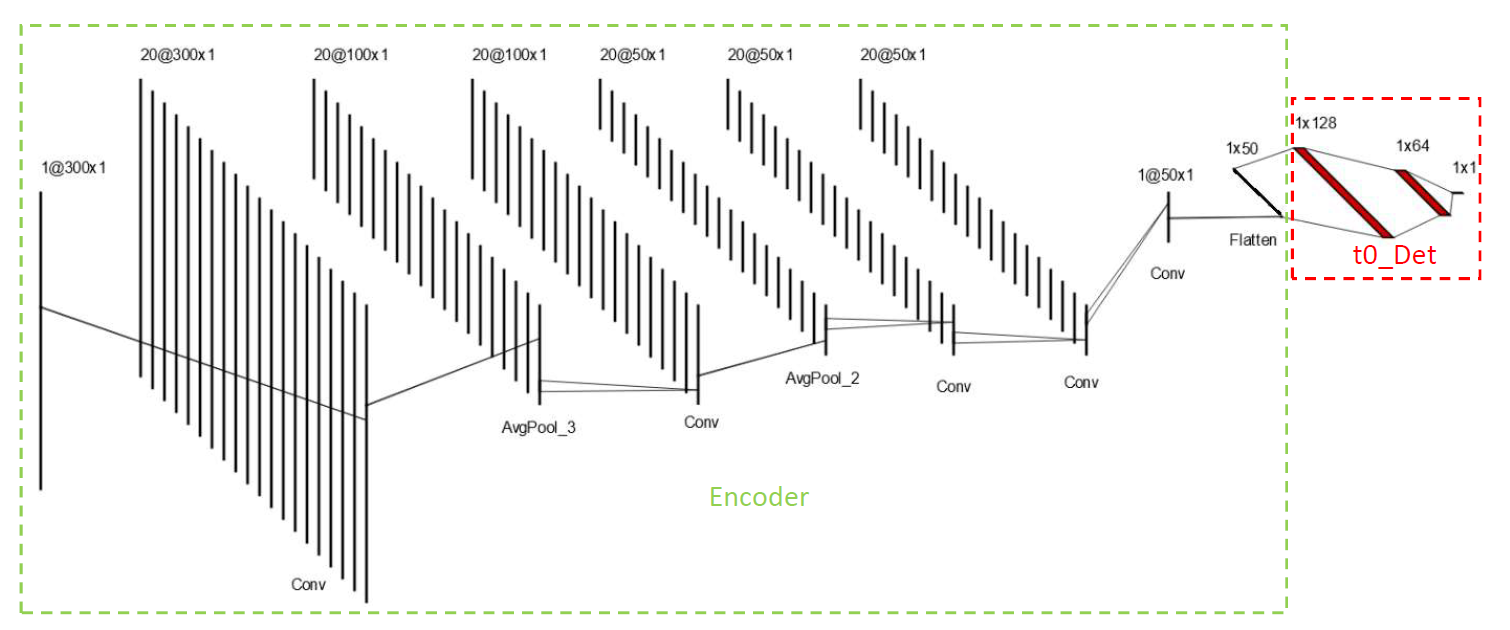 20@300x1
20@100x1
20@100x1
20@50x1
20@50x1
20@50x1
1@300x1
1@50x1
1x50
1x128
1x64
1x1
Flatten
t0_Det
Conv
AvgPool_2
Conv
Conv
AvgPool_3
Conv
Encoder
Conv